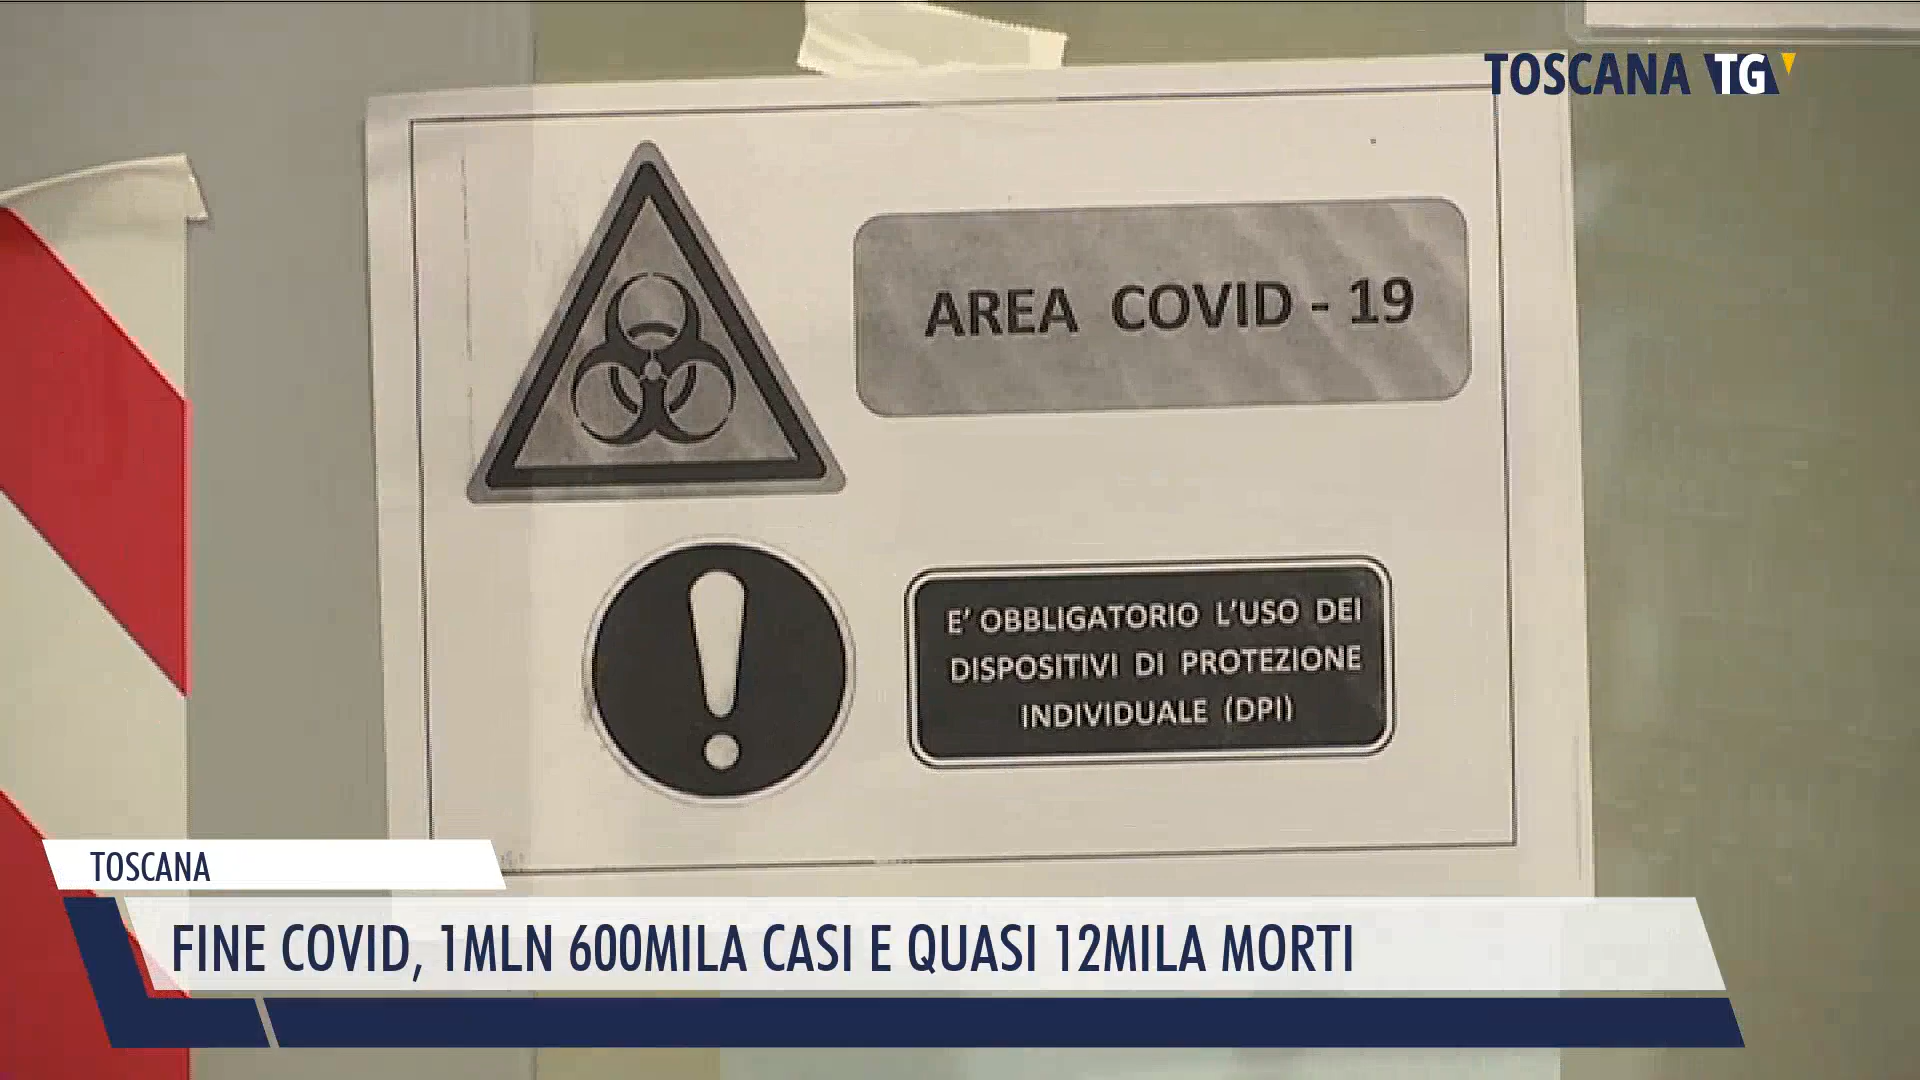 TOSCANA TG
AREA COVID - 19
E' OBBLIGATORIO L'USO DEI
DISPOSITIVI DI PROTEZIONE
INDIVIDUALE (DPI)
TOSCANA
FINE COVID, 1MLN 600MILA CASI E QUASI 12MILA MORTI